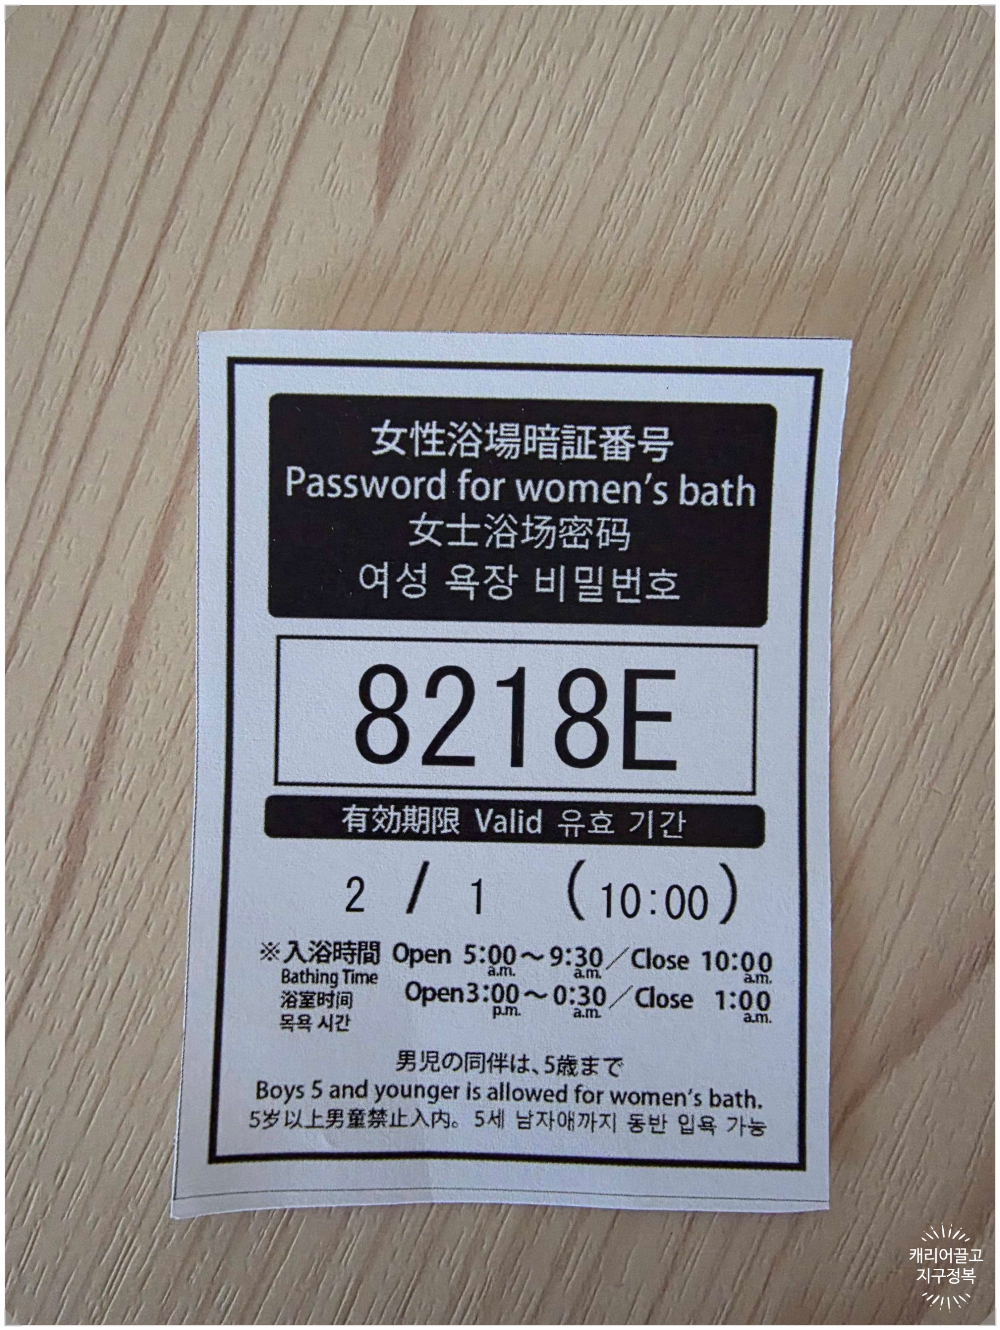 女性浴場暗証番号
Password for women's bath
女士浴场密码
여성 욕장 비밀번호
8218E
有効期限 Valid 유효 기간
2 / 1 (10:00)
※入浴時間 Open 5:00～9:30／Close 10:00
a.m. a.m. a.m.
Bathing Time
浴室时间
목욕 시간
Open3:00～0:30／Close 1:00
p.m. a.m. a.m.
男児の同伴は、5歳まで
Boys 5 and younger is allowed for women's bath.
5岁以上男童禁止入内。 5세 남자애까지 동반 입욕 가능
캐리어끌고
지구정복